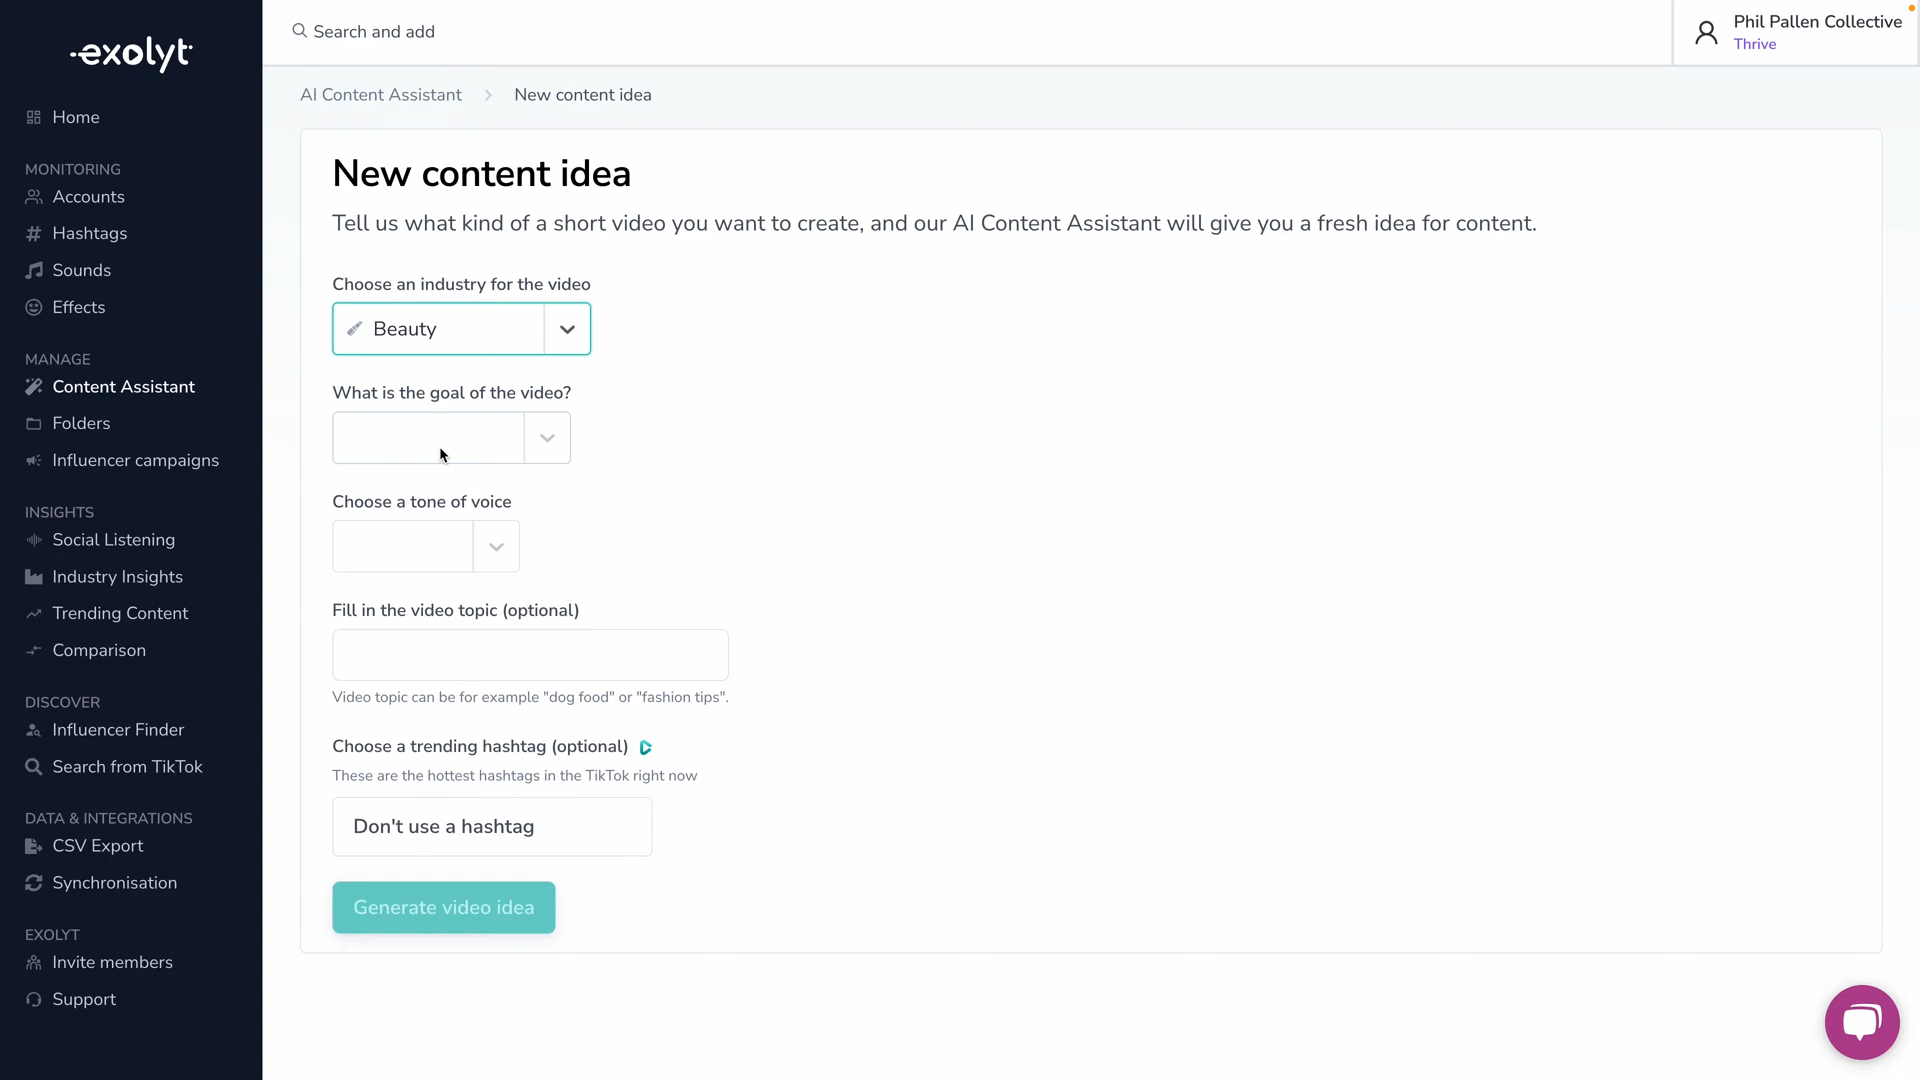 exolyt
Search and add
Phil Pallen Collective
Thrive
Home
MONITORING
Accounts
Hashtags
Sounds
Effects
MANAGE
Content Assistant
Folders
Influencer campaigns
INSIGHTS
Social Listening
Industry Insights
Trending Content
Comparison
DISCOVER
Influencer Finder
Search from TikTok
DATA & INTEGRATIONS
CSV Export
Synchronisation
EXOLYT
Invite members
Support
AI Content Assistant > New content idea
New content idea
Tell us what kind of a short video you want to create, and our AI Content Assistant will give you a fresh idea for content.
Choose an industry for the video
Beauty
What is the goal of the video?
Choose a tone of voice
Fill in the video topic (optional)
Video topic can be for example "dog food" or "fashion tips".
Choose a trending hashtag (optional)
These are the hottest hashtags in the TikTok right now
Don't use a hashtag
Generate video idea